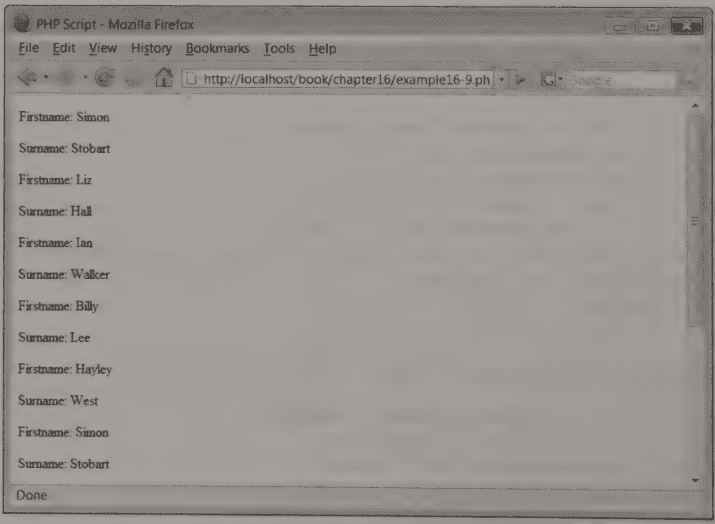 PHP Script - Mozilla Firefox
File Edit View History Bookmarks Tools Help
http://localhost/book/chapter16/example16-9.ph
Firstname: Simon
Surname: Stobart
Firstname: Liz
Surname: Hall
Firstname: Ian
Surname: Walker
Firstname: Billy
Surname: Lee
Firstname: Hayley
Surname: West
Firstname: Simon
Surname: Stobart
Done